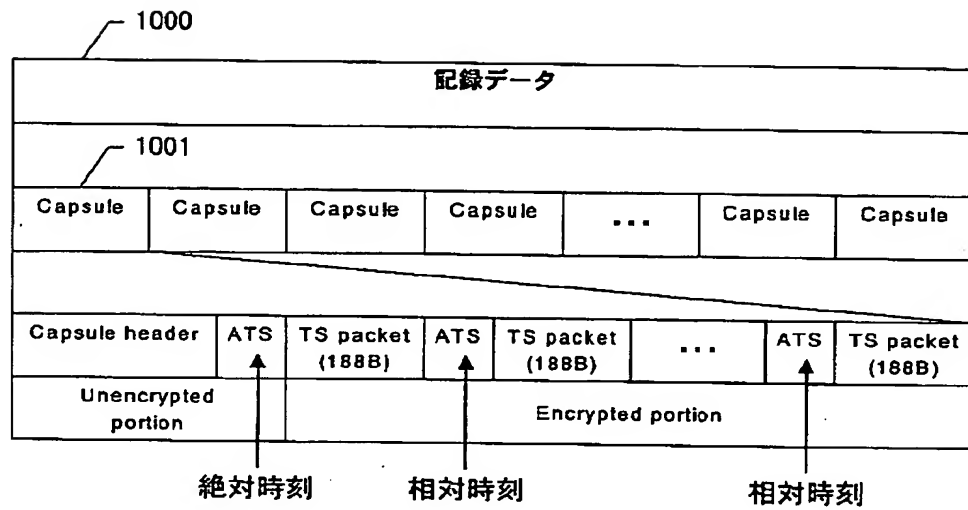 1000
記録データ
1001
Capsule Capsule Capsule Capsule ... Capsule Capsule
Capsule header ATS TS packet (188B) ATS TS packet (188B) ... ATS TS packet (188B)
Unencrypted portion Encrypted portion
絶対時刻 相対時刻 相対時刻